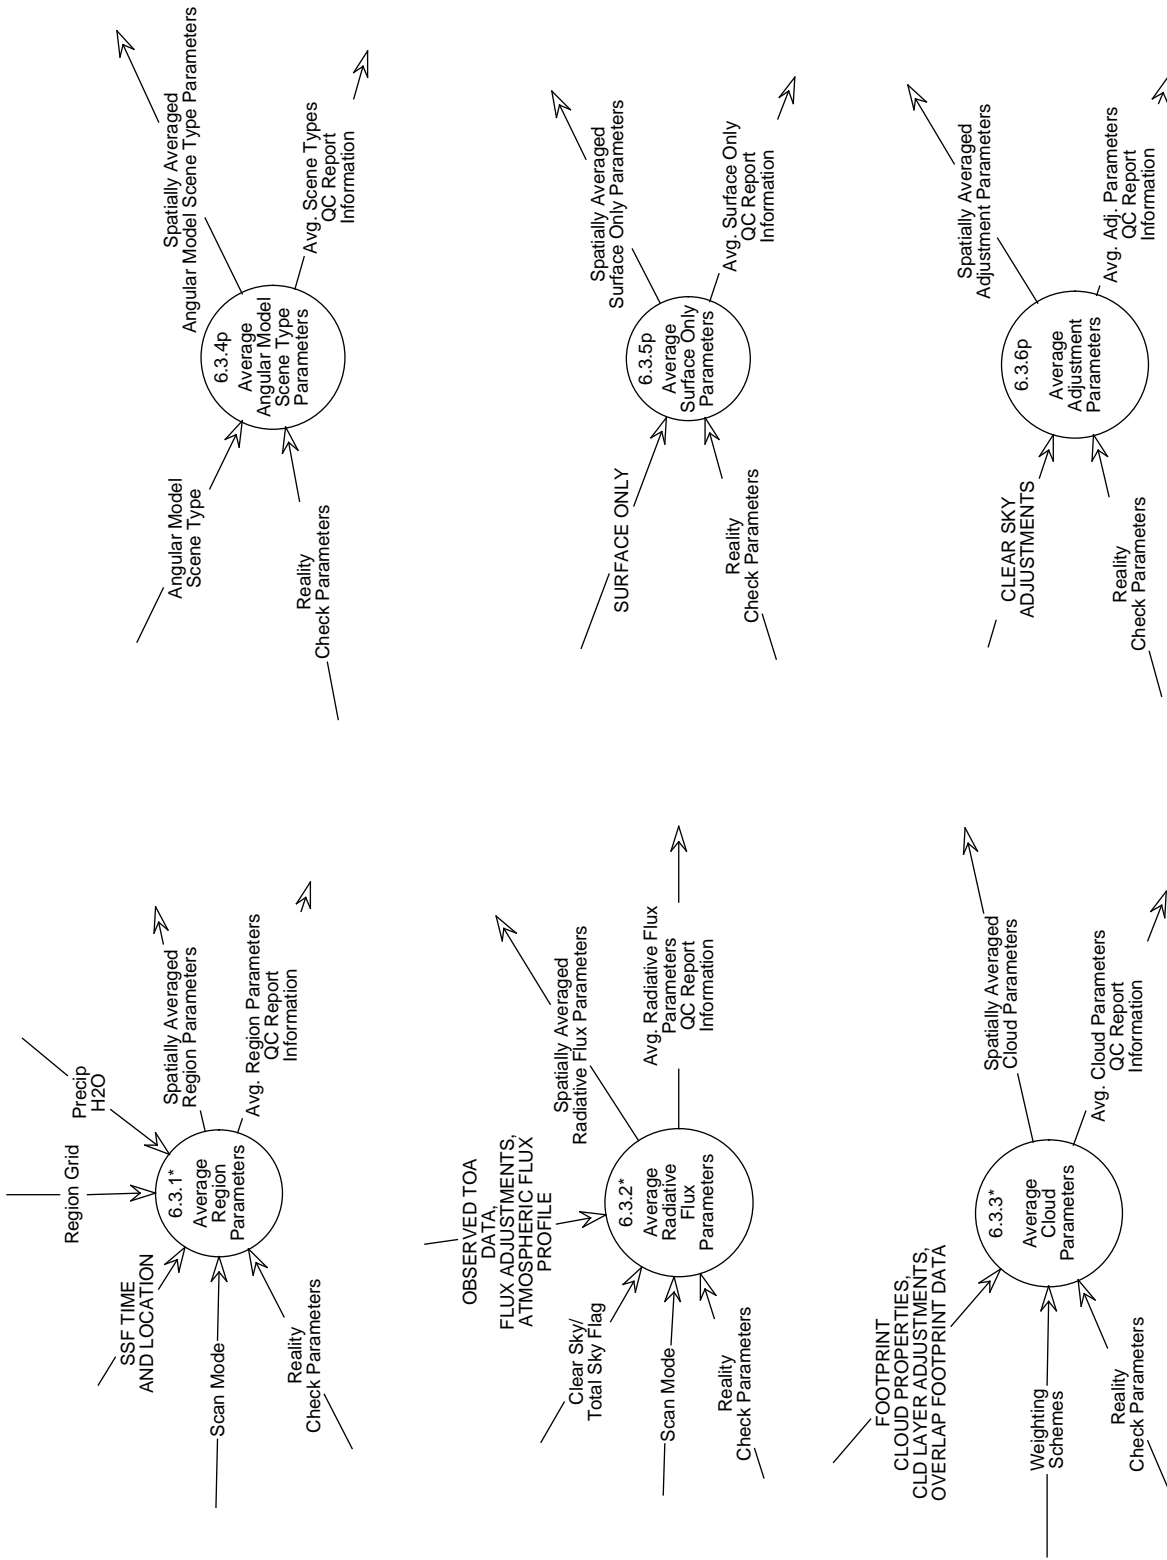 Region Grid
Precip
H2O
SSF TIME
AND LOCATION
Scan Mode
Reality
Check Parameters
6.3.1*
Average
Region
Parameters
Spatially Averaged
Region Parameters
Avg. Region Parameters
QC Report
Information
OBSERVED TOA
DATA,
FLUX ADJUSTMENTS,
ATMOSPHERIC FLUX
PROFILE
Clear Sky/
Total Sky Flag
Scan Mode
Reality
Check Parameters
6.3.2*
Average
Radiative
Flux
Parameters
Spatially Averaged
Radiative Flux Parameters
Avg. Radiative Flux
Parameters
QC Report
Information
FOOTPRINT
CLOUD PROPERTIES,
CLD LAYER ADJUSTMENTS,
OVERLAP FOOTPRINT DATA
Weighting
Schemes
Reality
Check Parameters
6.3.3*
Average
Cloud
Parameters
Spatially Averaged
Cloud Parameters
Avg. Cloud Parameters
QC Report
Information
Angular Model
Scene Type
Reality
Check Parameters
6.3.4p
Average
Angular Model
Scene Type
Parameters
Spatially Averaged
Angular Model Scene Type Parameters
Avg. Scene Types
QC Report
Information
SURFACE ONLY
Reality
Check Parameters
6.3.5p
Average
Surface Only
Parameters
Spatially Averaged
Surface Only Parameters
Avg. Surface Only
QC Report
Information
CLEAR SKY
ADJUSTMENTS
Reality
Check Parameters
6.3.6p
Average
Adjustment
Parameters
Spatially Averaged
Adjustment Parameters
Avg. Adj. Parameters
QC Report
Information